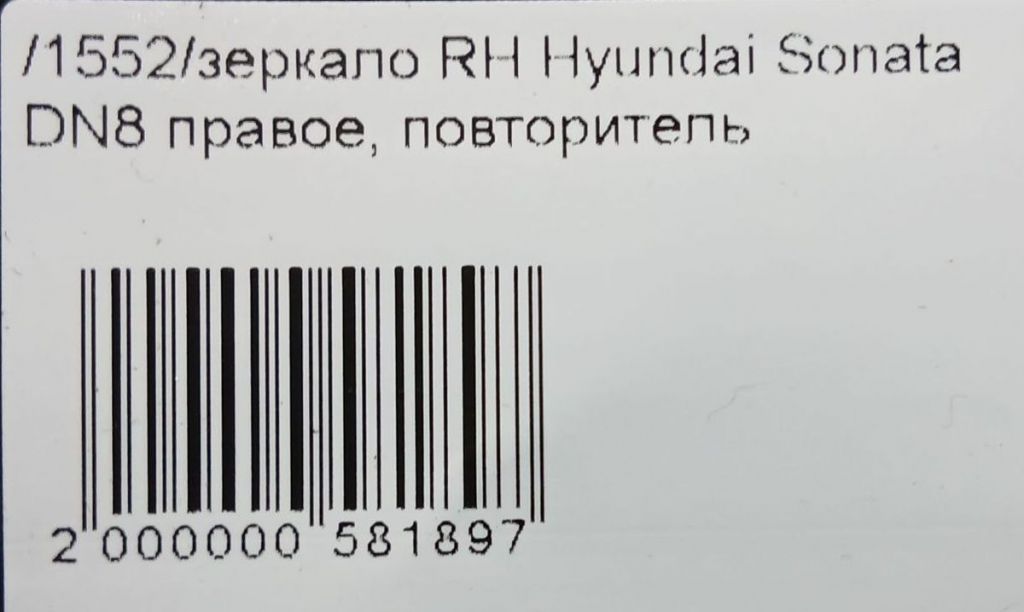 /1552/зеркало RH Hyundai Sonata
DN8 правое, повторитель
2 000000 581897